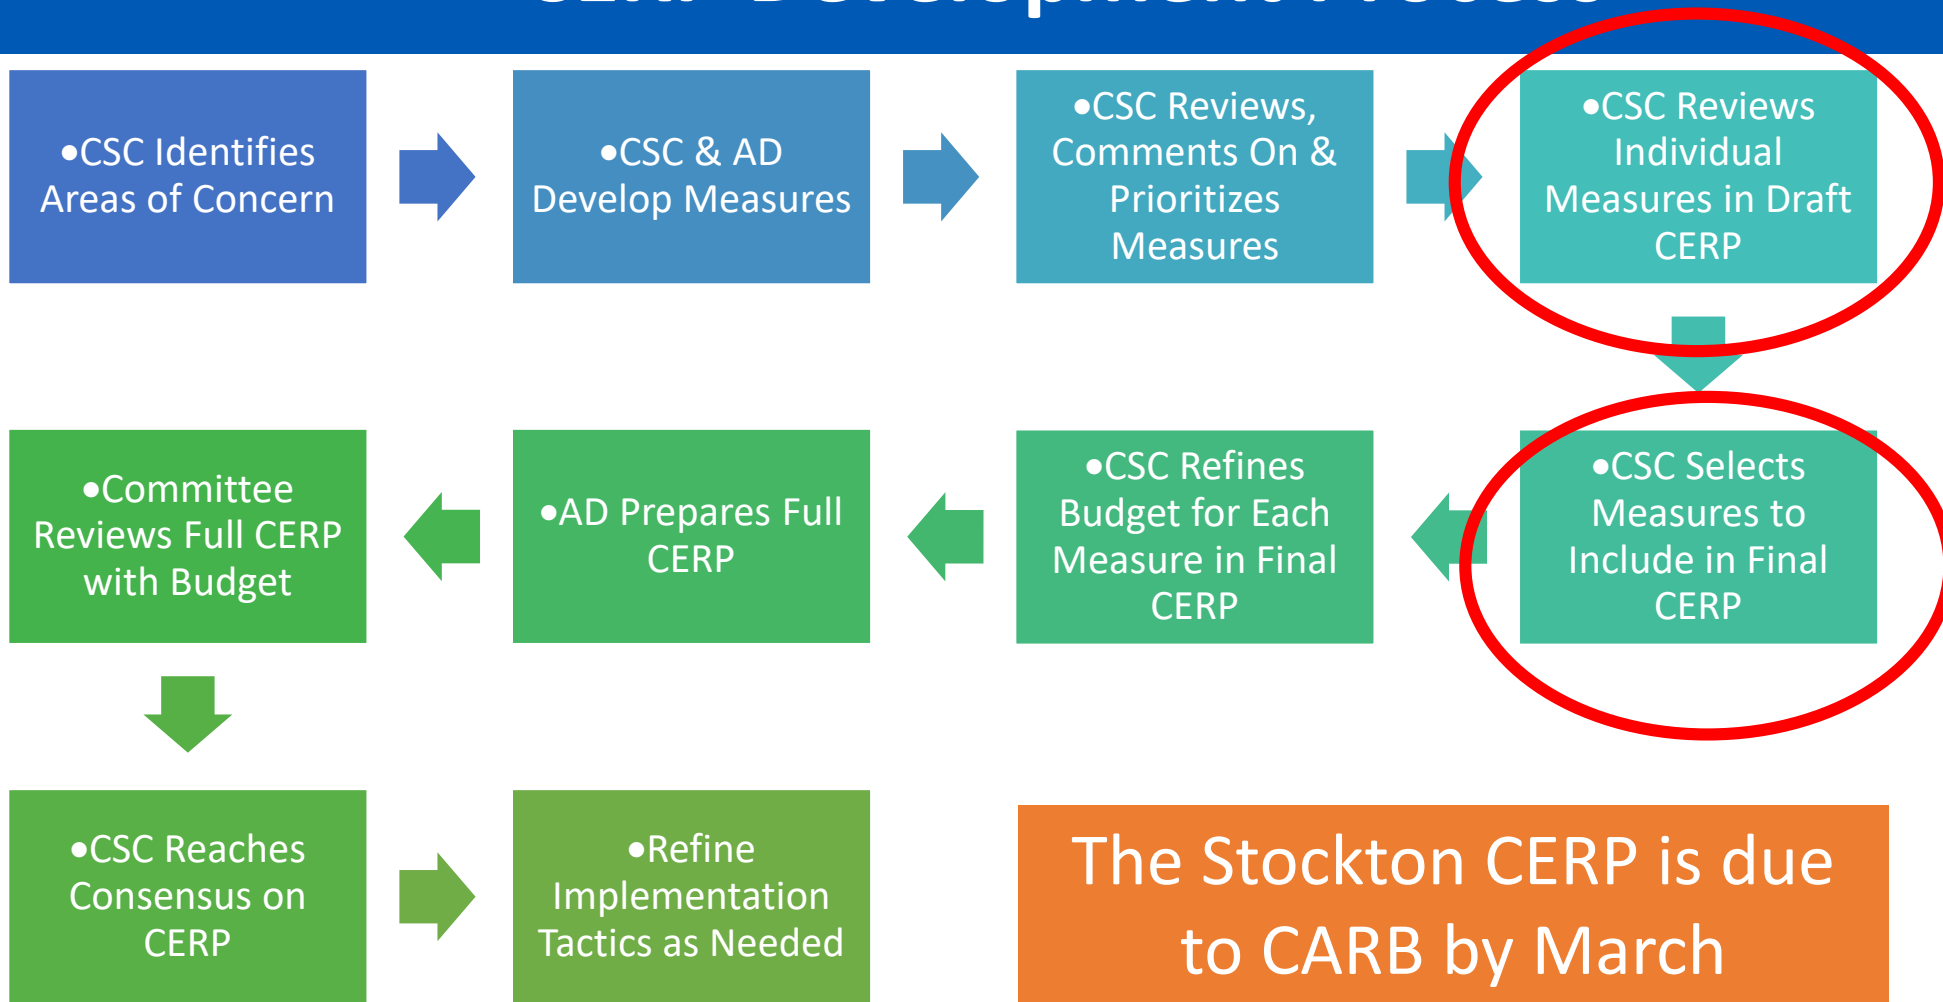 CERP Development Process
•CSC Identifies
Areas of Concern
•CSC & AD
Develop Measures
•CSC Reviews,
Comments On &
Prioritizes
Measures
•CSC Reviews
Individual
Measures in Draft
CERP
•CSC Selects
Measures to
Include in Final
CERP
•CSC Refines
Budget for Each
Measure in Final
CERP
•AD Prepares Full
CERP
•Committee
Reviews Full CERP
with Budget
•CSC Reaches
Consensus on
CERP
•Refine
Implementation
Tactics as Needed
The Stockton CERP is due
to CARB by March